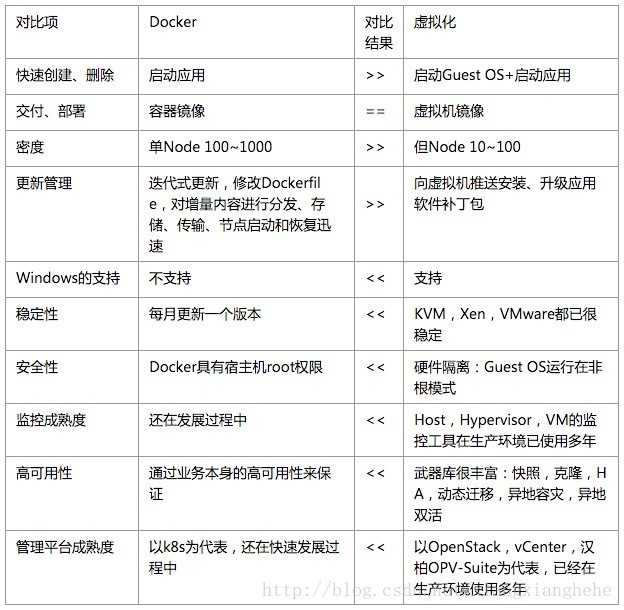 对比项 Docker 对比 虚拟化
结果
快速创建、删除 启动应用 >> 启动Guest OS+启动应用
交付、部署 容器镜像 == 虚拟机镜像
密度 单Node 100~1000 >> 但Node 10~100
更新管理 迭代式更新，修改Dockerfil 向虚拟机推送安装、升级应用
e，对增量内容进行分发、存 >> 软件补丁包
储、传输、节点启动和恢复迅
速
Windows的支持 不支持 << 支持
稳定性 每月更新一个版本 << KVM，Xen，VMware都已很
稳定
安全性 Docker具有宿主机root权限 << 硬件隔离：Guest OS运行在非
根模式
监控成熟度 还在发展过程中 << Host，Hypervisor，VM的监
控工具在生产环境已使用多年
高可用性 通过业务本身的高可用性来保 << 武器库很丰富：快照，克隆，H
证 A，动态迁移，异地容灾，异地
双活
管理平台成熟度 以k8s为代表，还在快速发展过 << 以OpenStack，vCenter，汉
程中 柏OPV-Suite为代表，已经在
生产环境使用多年